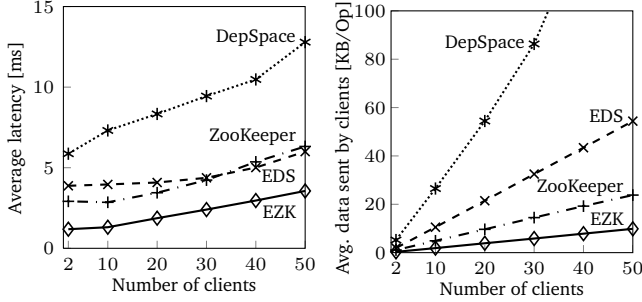 15
10
5
0
Average latency [ms]
DepSpace
ZooKeeper
EDS
EZK
2 10 20 30 40 50
Number of clients
100
80
60
40
20
0
Avg. data sent by clients [KB/Op]
DepSpace
EDS
ZooKeeper
EZK
2 10 20 30 40 50
Number of clients